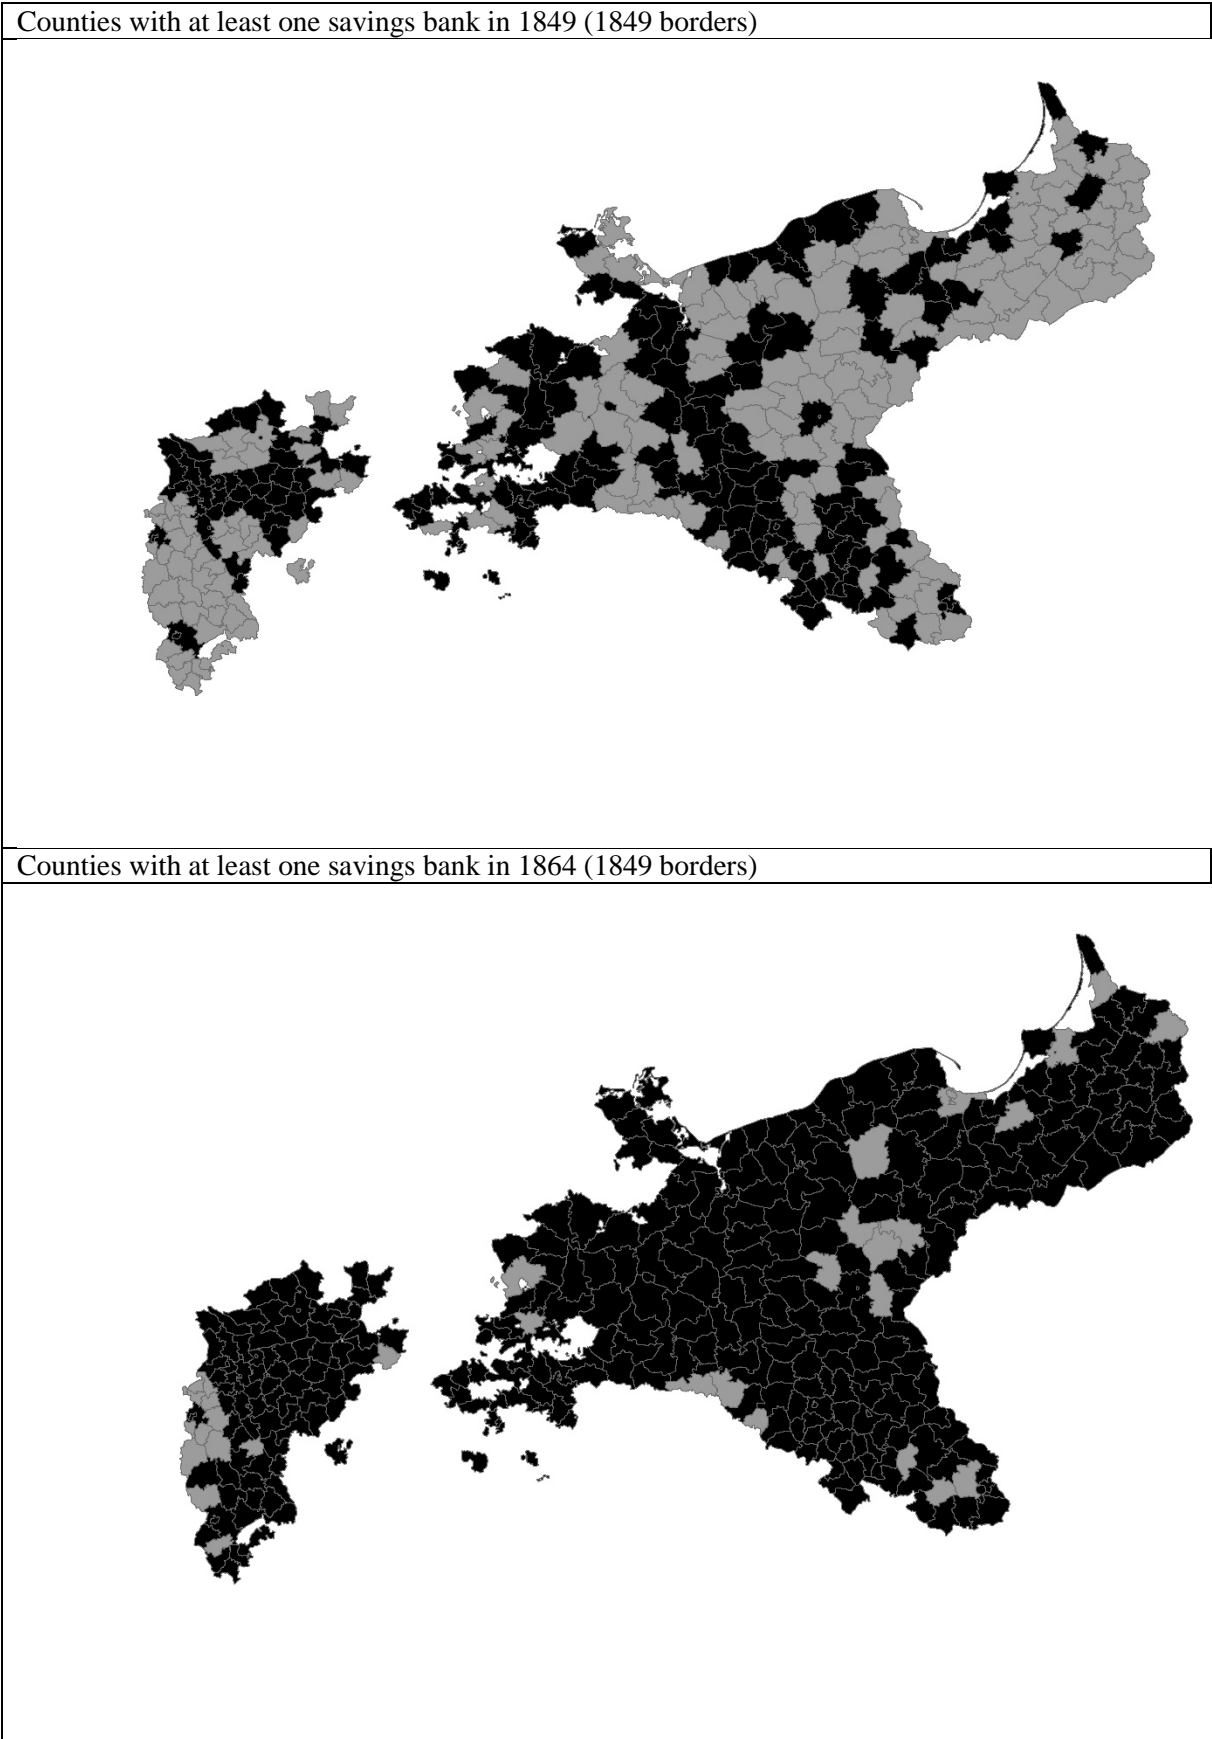 Counties with at least one savings bank in 1849 (1849 borders)
Counties with at least one savings bank in 1864 (1849 borders)